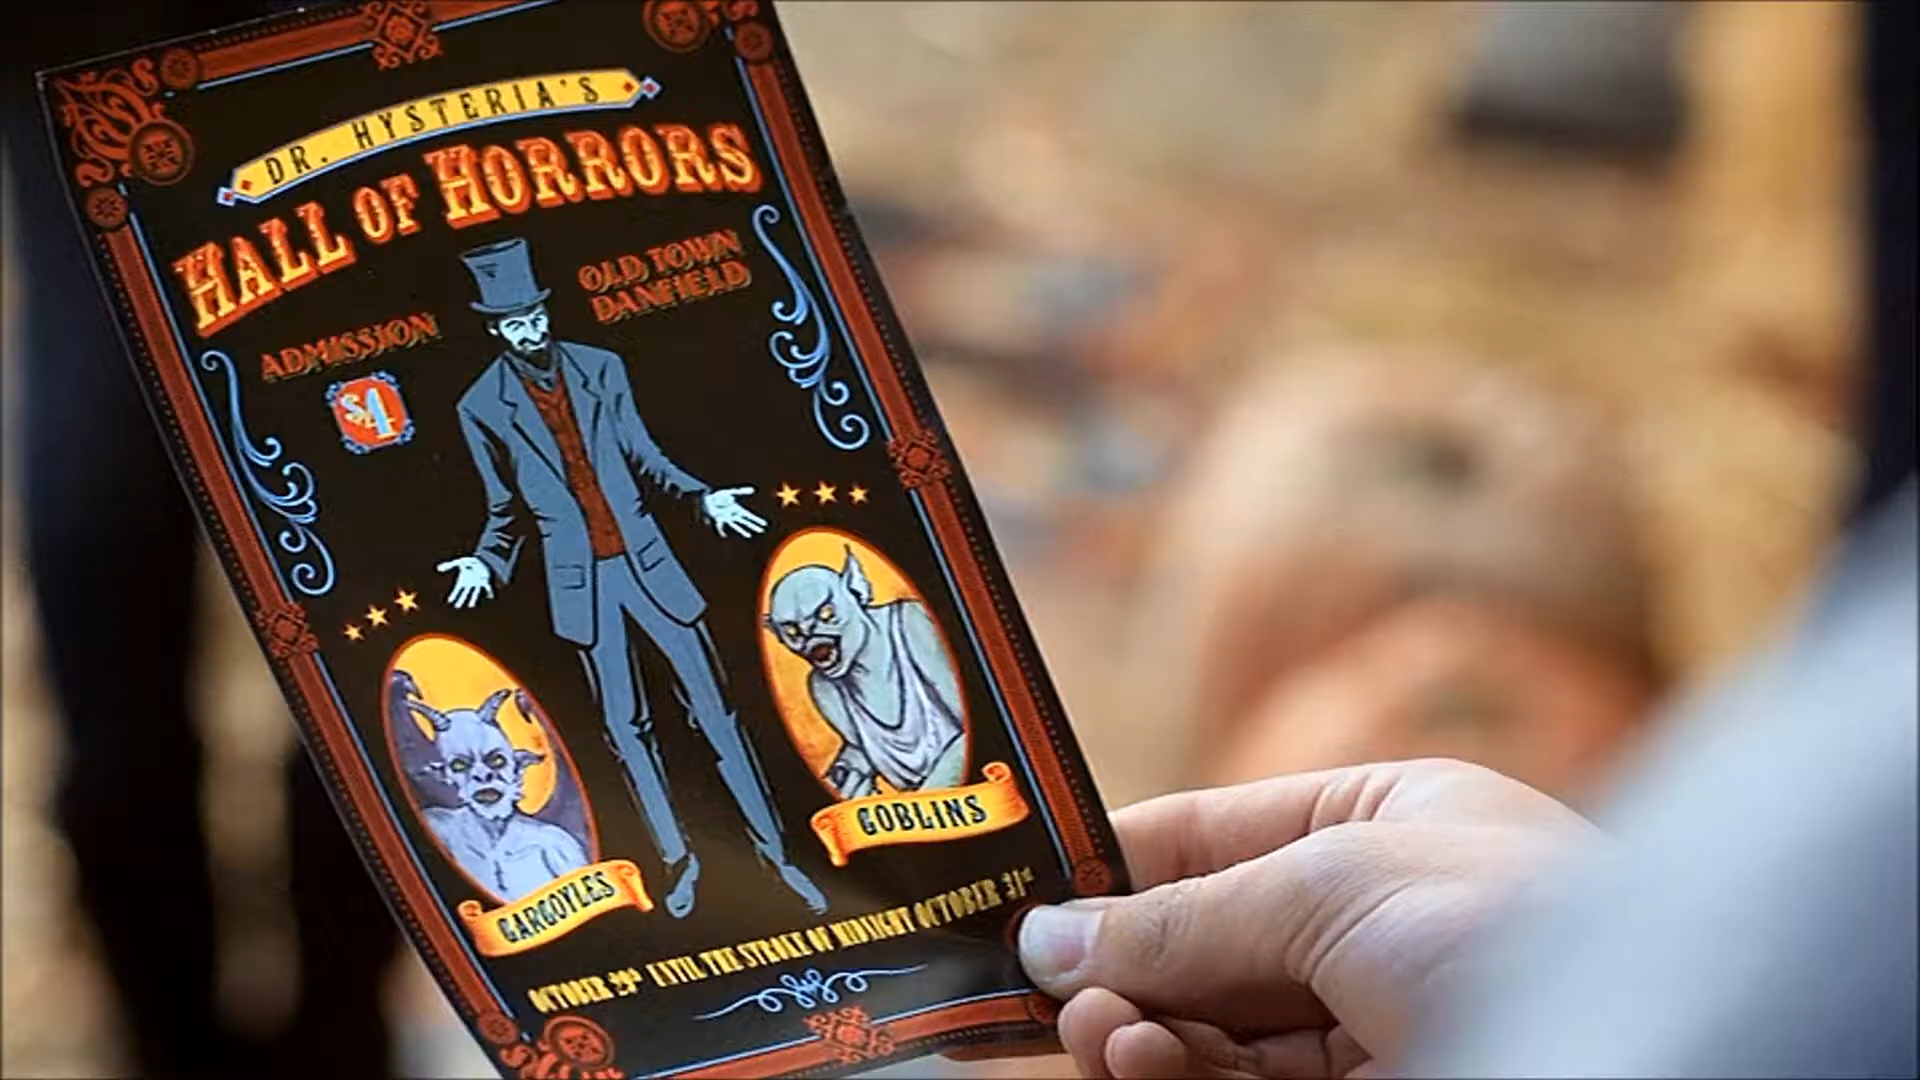 DR. HYSTERIA'S
HALL OF HORRORS
OLD TOWN
DANFIELD
ADMISSION
$4
GOBLINS
GARGOYLES
OCTOBER 29th UNTIL THE STROKE OF MIDNIGHT OCTOBER 31st